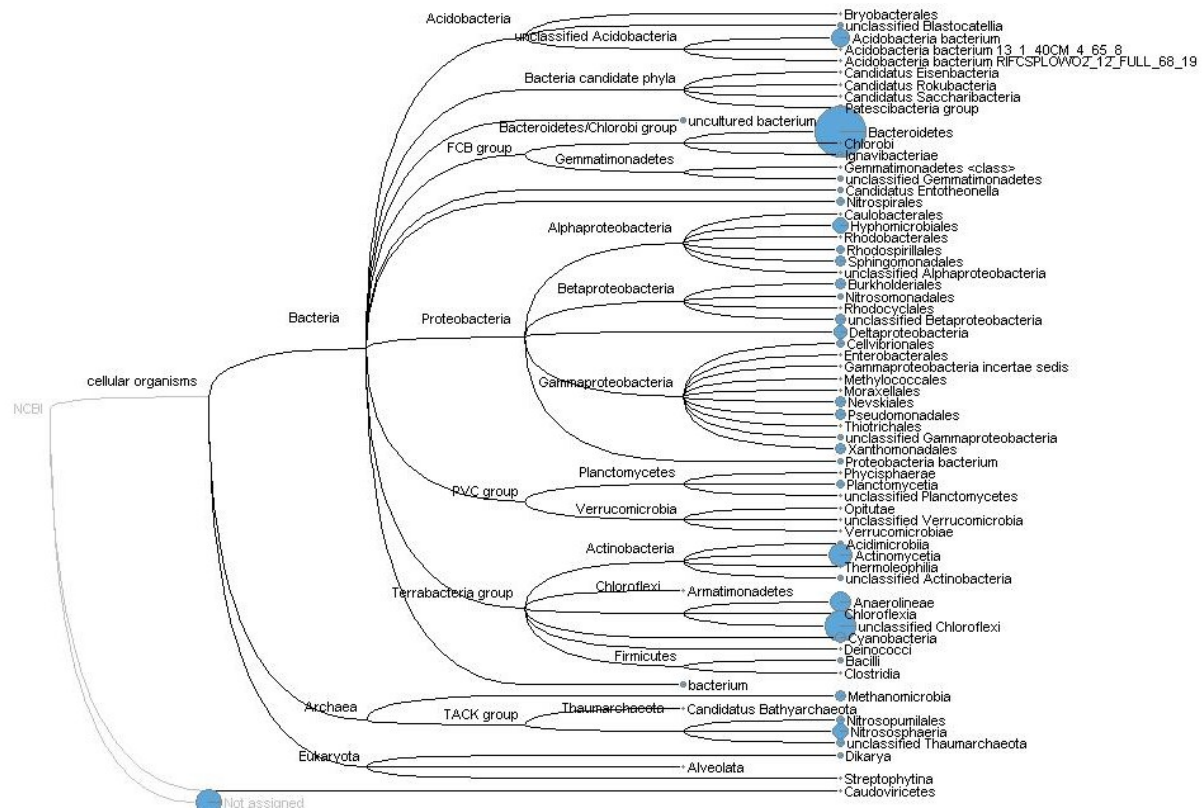 Acidobacteria
Bryobacterales
unclassified Blastocatellia
unclassified Acidobacteria
Acidobacteria bacterium
Acidobacteria bacterium 13_1_40CM_4_65_8
Acidobacteria bacterium RIFCSPLOWO2_12_FULL_68_19
Bacteria candidate phyla
Candidatus Eisenbacteria
Candidatus Rokubacteria
Candidatus Saccharibacteria
Patescibacteria group
uncultured bacterium
Bacteroidetes/Chlorobi group
Bacteroidetes
FCB group
Chlorobi
Ignavibacteriae
Gemmatimonadetes
Gemmatimonadetes <class>
unclassified Gemmatimonadetes
Candidatus Entotheonella
Nitrospirales
Alphaproteobacteria
Caulobacterales
Hyphomicrobiales
Rhodobacterales
Rhodospirillales
Sphingomonadales
unclassified Alphaproteobacteria
Betaproteobacteria
Burkholderiales
Nitrosomonadales
Rhodocyclales
unclassified Betaproteobacteria
Bacteria
Proteobacteria
Deltaproteobacteria
Cellvibrionales
Enterobacterales
Gammaproteobacteria incertae sedis
cellular organisms
Gammaproteobacteria
Methylococcales
Moraxellales
Nevskiales
NCBI
Pseudomonadales
Thiotrichales
unclassified Gammaproteobacteria
Xanthomonadales
Proteobacteria bacterium
Planctomycetes
Phycisphaerae
PVC group
Planctomycetia
unclassified Planctomycetes
Verrucomicrobia
Opitutae
unclassified Verrucomicrobia
Verrucomicrobiae
Actinobacteria
Acidimicrobiia
Actinomycetia
Thermoleophilia
unclassified Actinobacteria
Terrabacteria group
Chloroflexi
Armatimonadetes
Anaerolineae
Chloroflexia
unclassified Chloroflexi
Cyanobacteria
Deinococci
Firmicutes
Bacilli
Clostridia
bacterium
Archaea
Methanomicrobia
TACK group
Thaumarchaeota
Candidatus Bathyarchaeota
Nitrosopumilales
Nitrososphaeria
unclassified Thaumarchaeota
Eukaryota
Dikarya
Alveolata
Streptophytina
Caudoviricetes
Not assigned